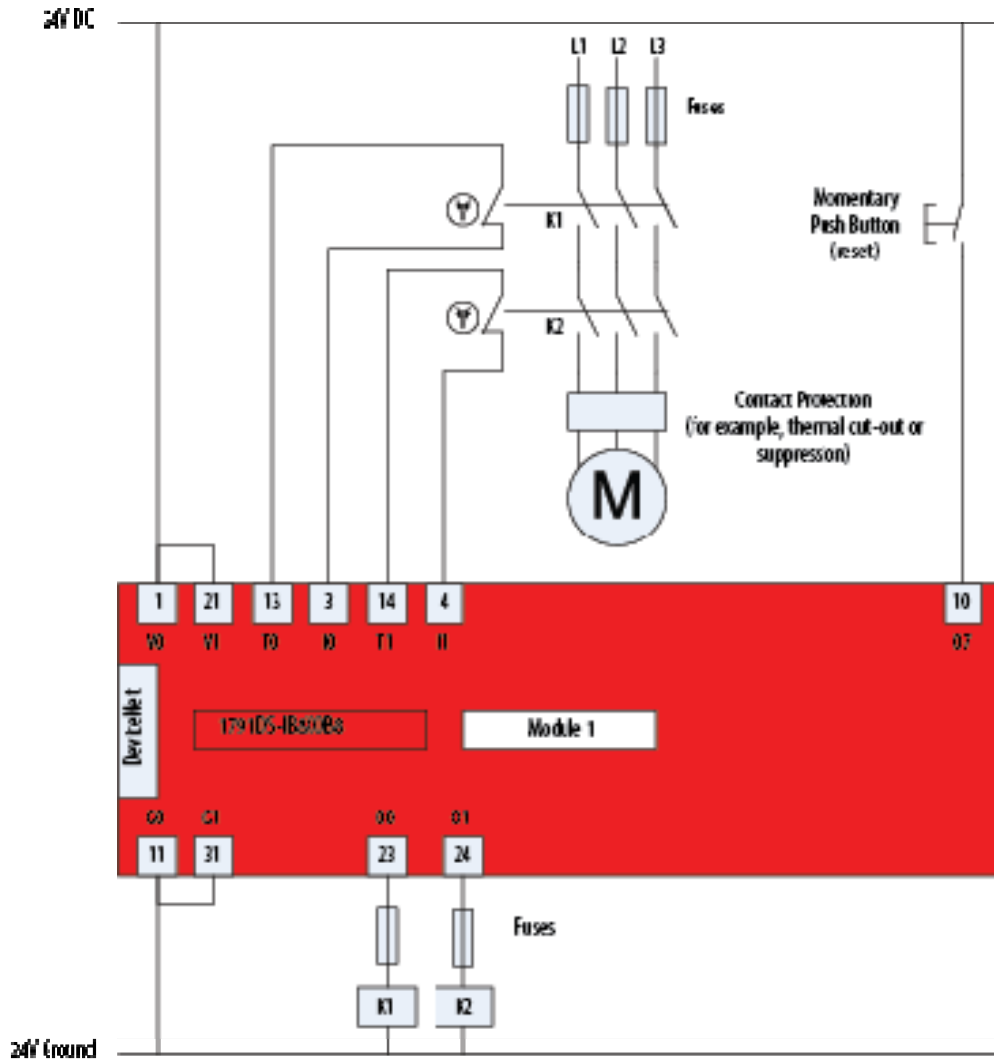 24V DC
L1 L2 L3
Fuses
K1
Momentary
Push Button
(reset)
K2
Contact Protection
(for example, thermal cut-out or
suppression)
M
1 21 13 3 14 4 10
V0 V1 T0 I0 T1 I1
DeviceNet
1791DS-IB8XOB8
Module 1
G0 G1 O0 O1
11 31 23 24
Fuses
K1 K2
24V Ground